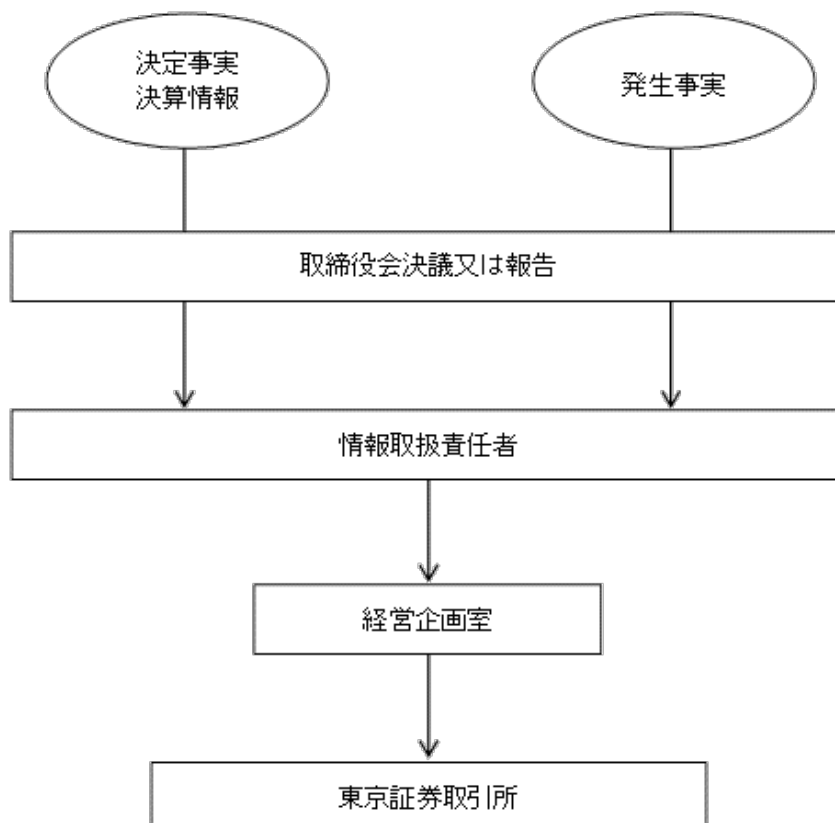 決定事実
決算情報
発生事実
取締役会決議又は報告
情報取扱責任者
経営企画室
東京証券取引所